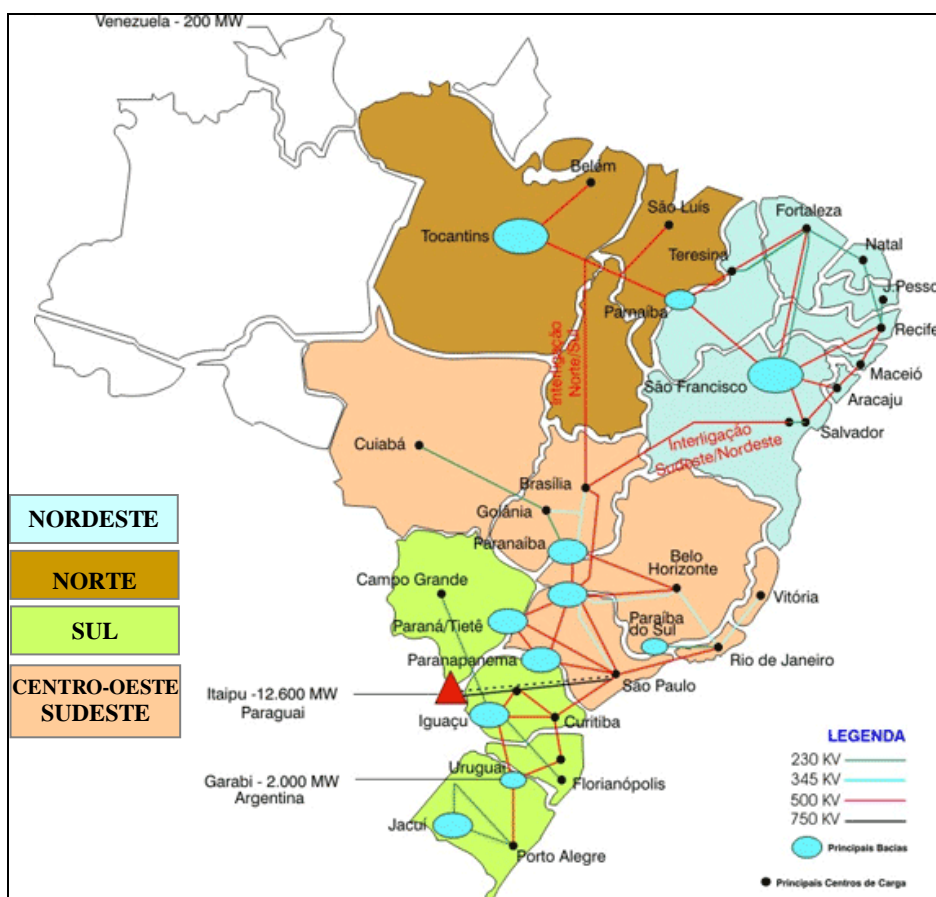 Venezuela - 200 MW
Belém
São Luís
Tocantins
Fortaleza
Teresina
Natal
J.Pesso
Parnaíba
Recife
Interligação
Norte/Sul
São Francisco
Maceió
Aracaju
Salvador
Interligação
Sudeste/Nordeste
Cuiabá
Brasília
Goiânia
Paranaíba
NORDESTE
NORTE
SUL
CENTRO-OESTE
SUDESTE
Campo Grande
Belo
Horizonte
Vitória
Paraná/Tietê
Paraíba
do Sul
Paranapanema
Rio de Janeiro
São Paulo
Itaipu -12.600 MW
Paraguai
Iguaçu
Curitiba
Garabi - 2.000 MW
Argentina
Uruguai
Florianópolis
Jacuí
Porto Alegre
LEGENDA
230 KV
345 KV
500 KV
750 KV
Principais Bacias
Principais Centros de Carga